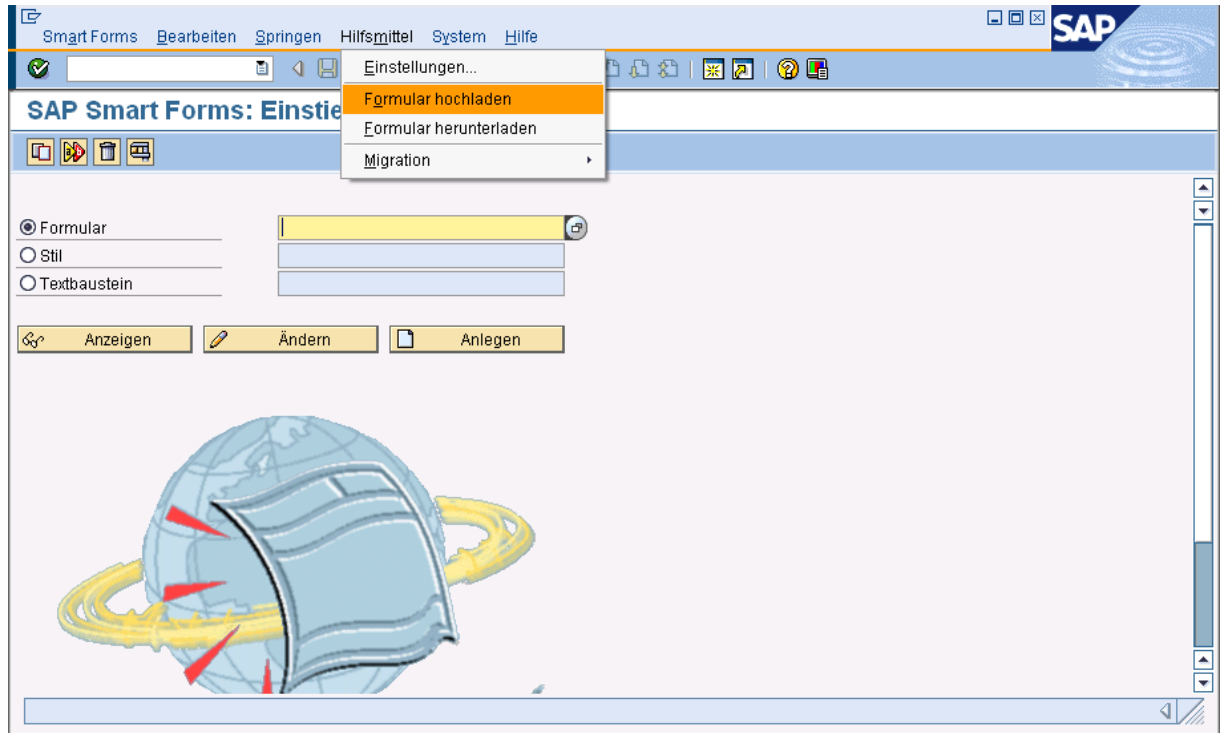 SAP
Smart Forms Bearbeiten Springen Hilfsmittel System Hilfe
Einstellungen...
SAP Smart Forms: Einstie
Formular hochladen
Formular herunterladen
Migration
Formular
Stil
Textbaustein
Anzeigen Ändern Anlegen